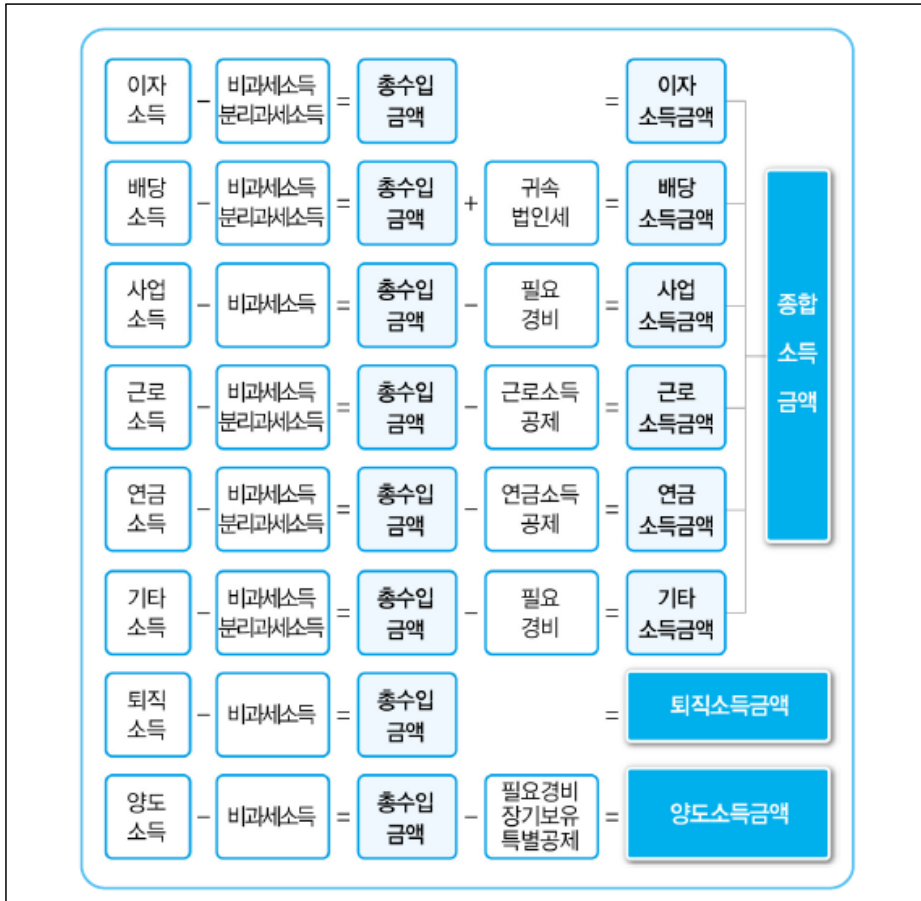 이자
소득
−
비과세소득
분리과세소득
=
총수입
금액
=
이자
소득금액
배당
소득
−
비과세소득
분리과세소득
=
총수입
금액
+
귀속
법인세
=
배당
소득금액
사업
소득
−
비과세소득
=
총수입
금액
−
필요
경비
=
사업
소득금액
근로
소득
−
비과세소득
분리과세소득
=
총수입
금액
−
근로소득
공제
=
근로
소득금액
연금
소득
−
비과세소득
분리과세소득
=
총수입
금액
−
연금소득
공제
=
연금
소득금액
기타
소득
−
비과세소득
분리과세소득
=
총수입
금액
−
필요
경비
=
기타
소득금액
종합
소득
금액
퇴직
소득
−
비과세소득
=
총수입
금액
=
퇴직소득금액
양도
소득
−
비과세소득
=
총수입
금액
−
필요경비
장기보유
특별공제
=
양도소득금액